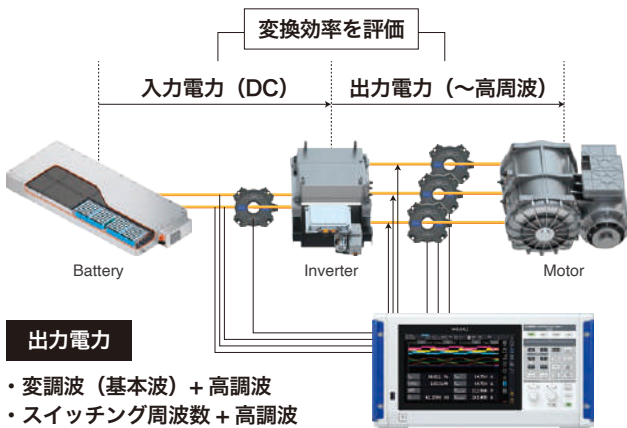 変換効率を評価
入力電力(DC)
出力電力(〜高周波)
Battery
Inverter
Motor
出力電力
・変調波(基本波)+ 高調波
・スイッチング周波数 + 高調波
HIOKI